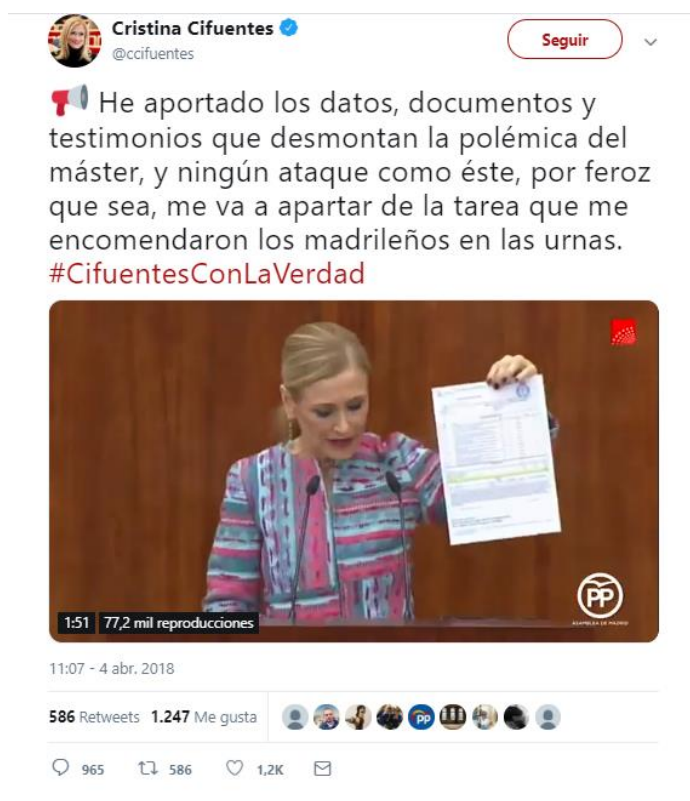 Cristina Cifuentes
@ccifuentes
Seguir
He aportado los datos, documentos y
testimonios que desmontan la polémica del
máster, y ningún ataque como éste, por feroz
que sea, me va a apartar de la tarea que me
encomendaron los madrileños en las urnas.
#CifuentesConLaVerdad
PP
ASAMBLEA DE MADRID
1:51 77,2 mil reproducciones
11:07 - 4 abr. 2018
586 Retweets 1.247 Me gusta
PP
965 586 1,2K